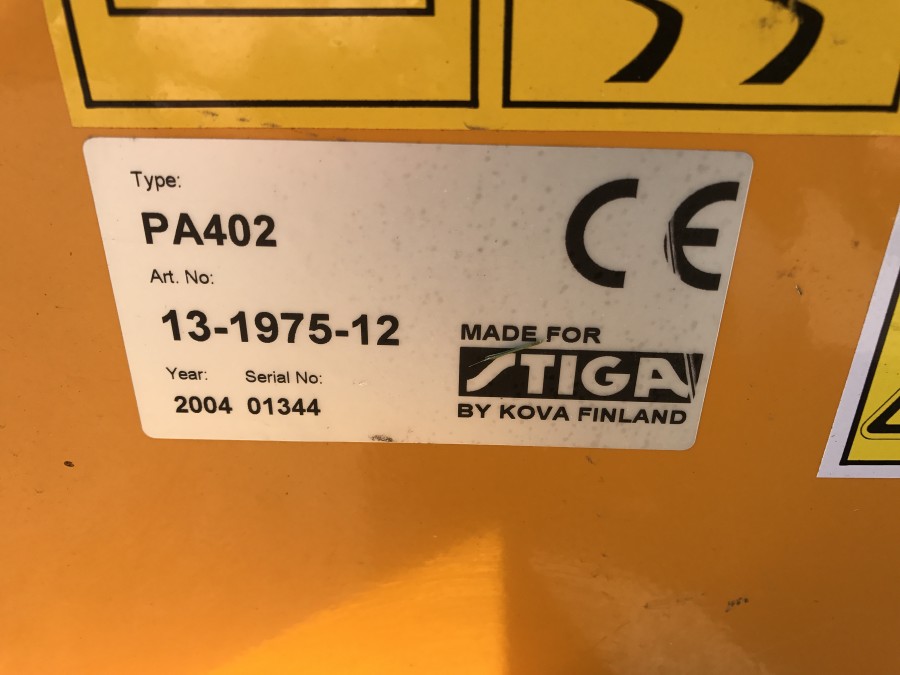 Type:
PA402
Art. No:
13-1975-12
Year: Serial No:
2004 01344
CE
MADE FOR
STIGA
BY KOVA FINLAND